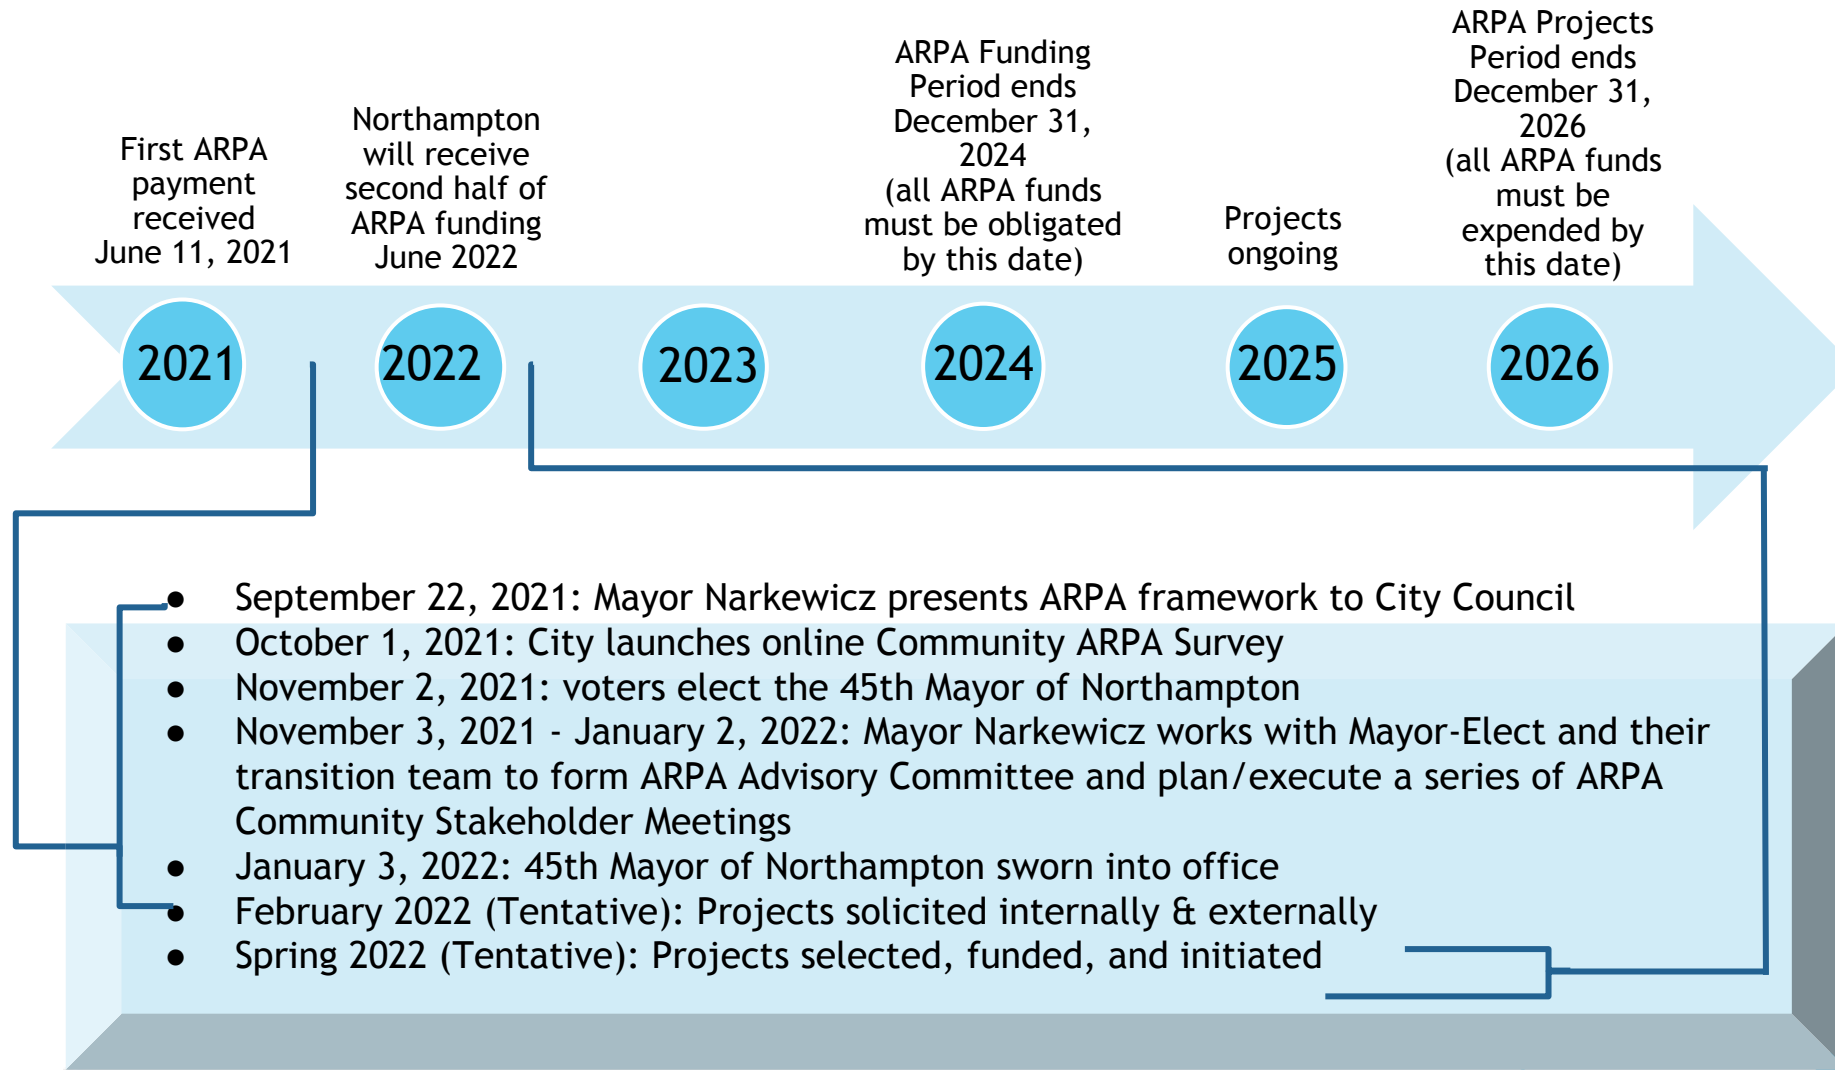 First ARPA
payment
received
June 11, 2021
Northampton
will receive
second half of
ARPA funding
June 2022
ARPA Funding
Period ends
December 31,
2024
(all ARPA funds
must be obligated
by this date)
Projects
ongoing
ARPA Projects
Period ends
December 31,
2026
(all ARPA funds
must be
expended by
this date)
2021
2022
2023
2024
2025
2026
● September 22, 2021: Mayor Narkewicz presents ARPA framework to City Council
● October 1, 2021: City launches online Community ARPA Survey
● November 2, 2021: voters elect the 45th Mayor of Northampton
● November 3, 2021 - January 2, 2022: Mayor Narkewicz works with Mayor-Elect and their
transition team to form ARPA Advisory Committee and plan/execute a series of ARPA
Community Stakeholder Meetings
● January 3, 2022: 45th Mayor of Northampton sworn into office
● February 2022 (Tentative): Projects solicited internally & externally
● Spring 2022 (Tentative): Projects selected, funded, and initiated